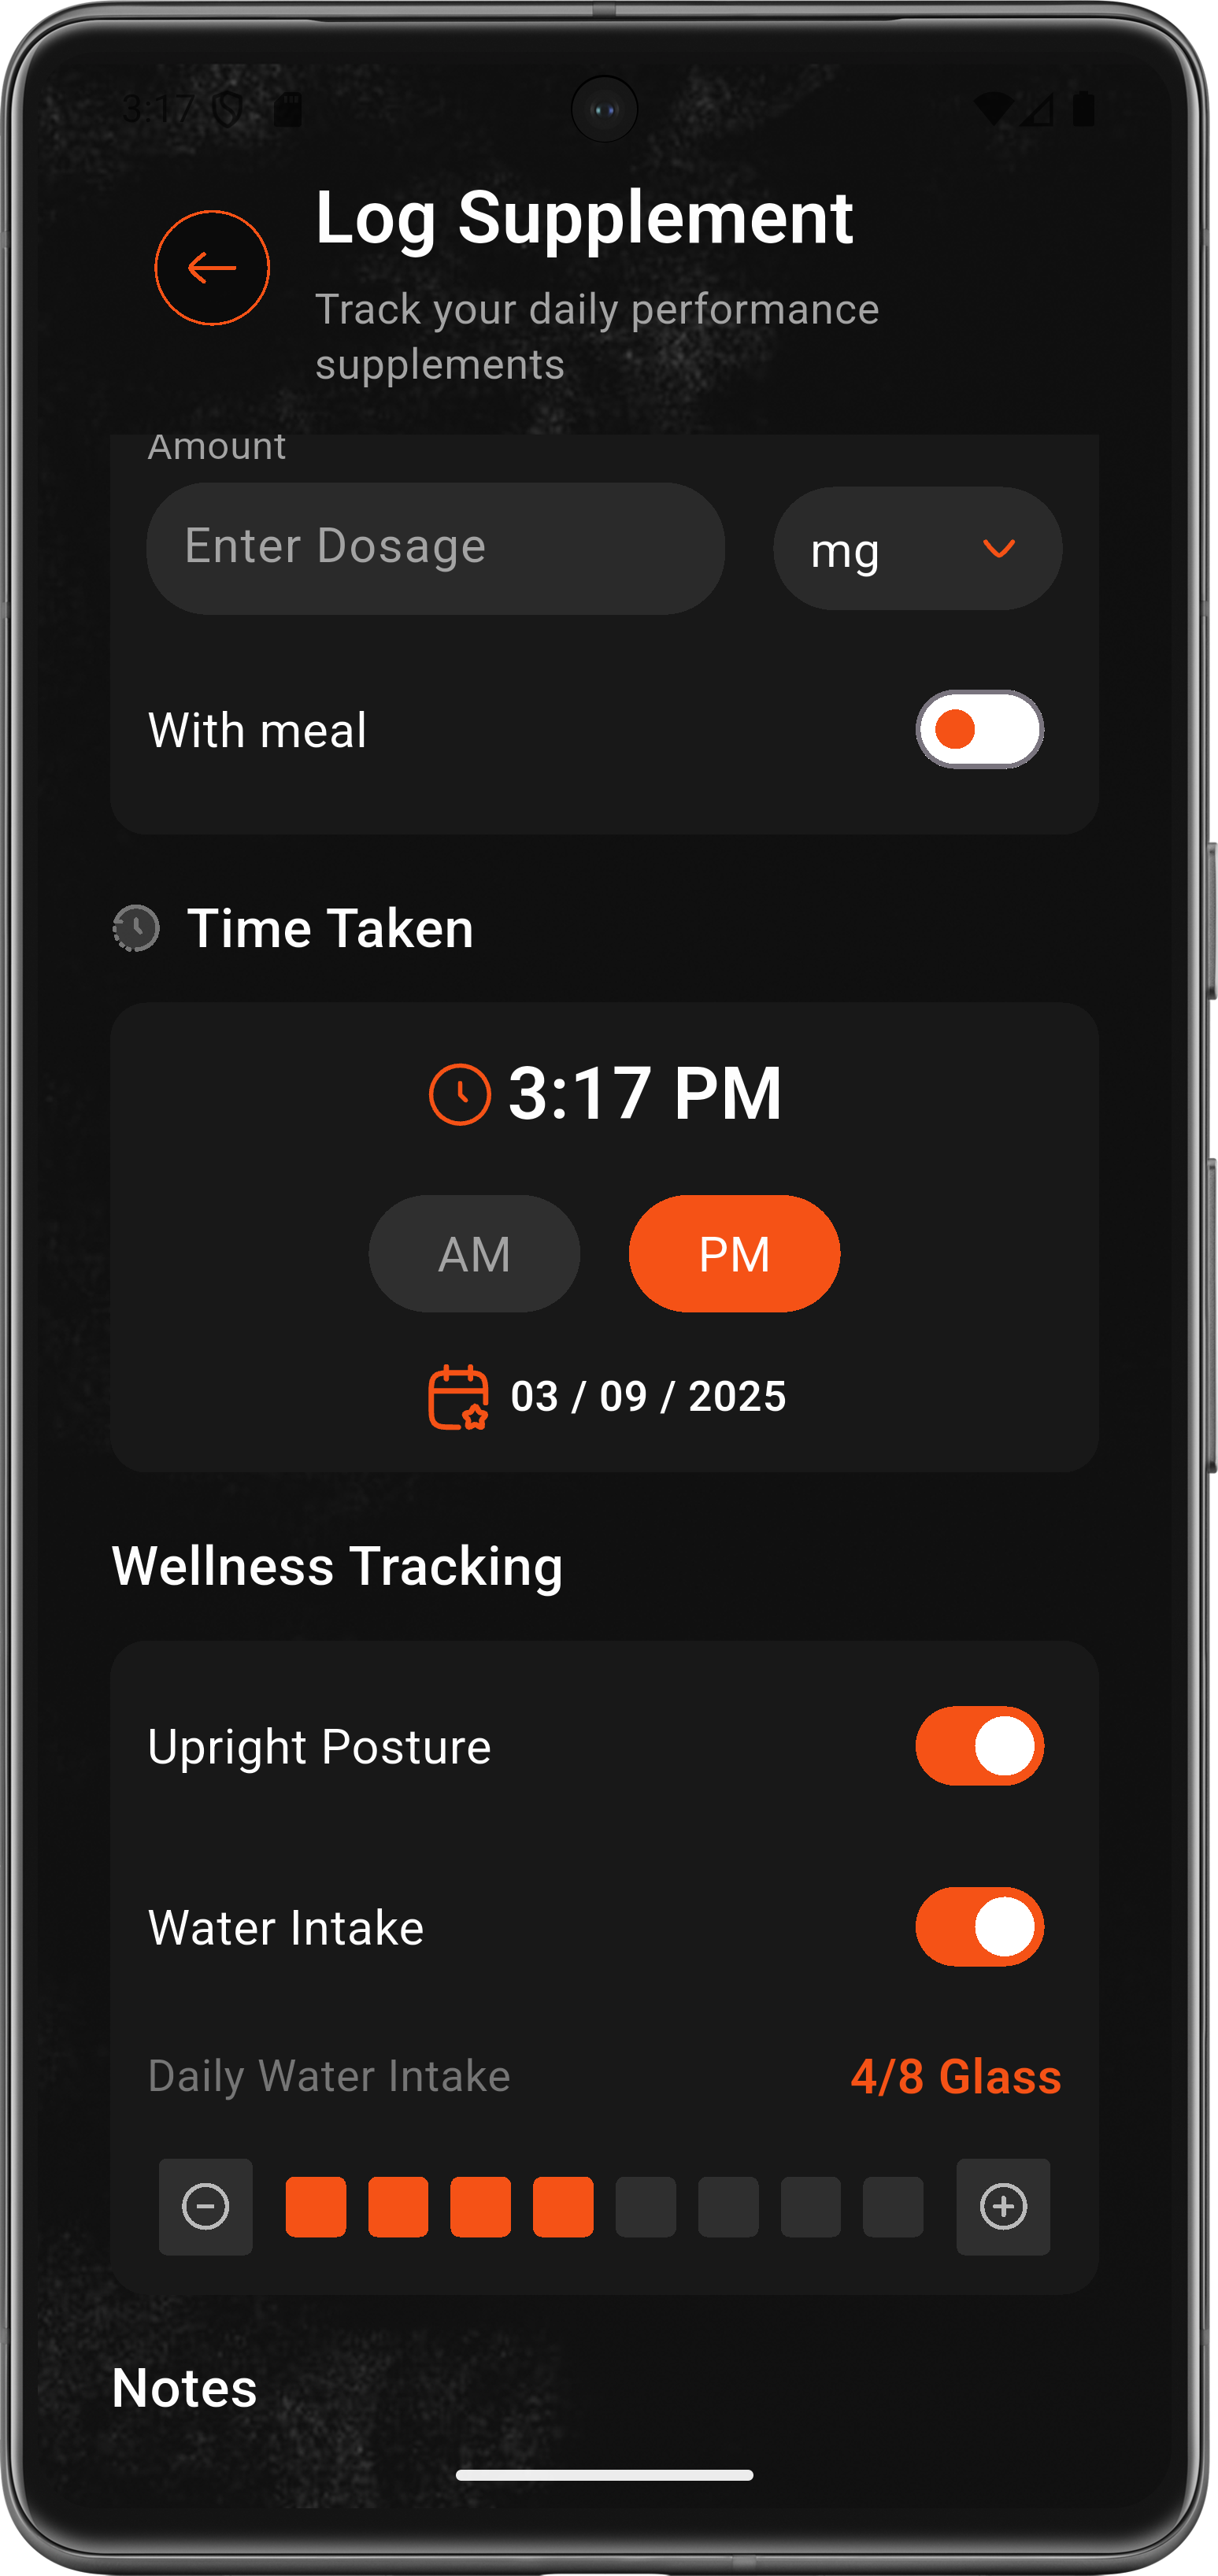 3:17
Log Supplement
Track your daily performance
supplements
Amount
Enter Dosage
mg
With meal
Time Taken
3:17 PM
AM
PM
03 / 09 / 2025
Wellness Tracking
Upright Posture
Water Intake
Daily Water Intake
4/8 Glass
Notes